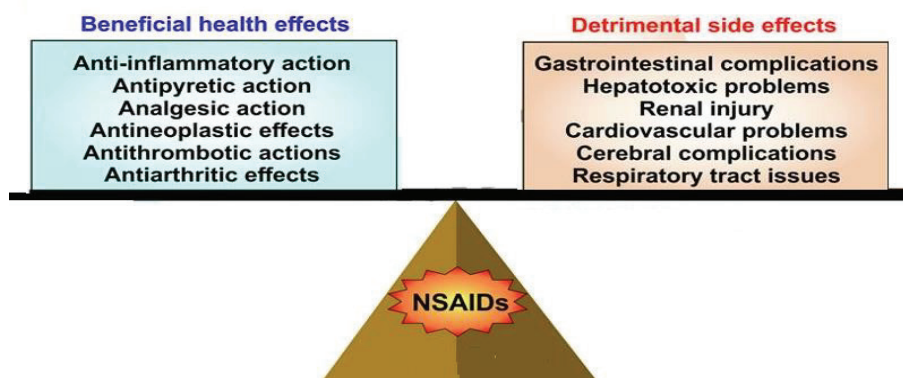 Beneficial health effects
Anti-inflammatory action
Antipyretic action
Analgesic action
Antineoplastic effects
Antithrombotic actions
Antiarthritic effects
Detrimental side effects
Gastrointestinal complications
Hepatotoxic problems
Renal injury
Cardiovascular problems
Cerebral complications
Respiratory tract issues
NSAIDs